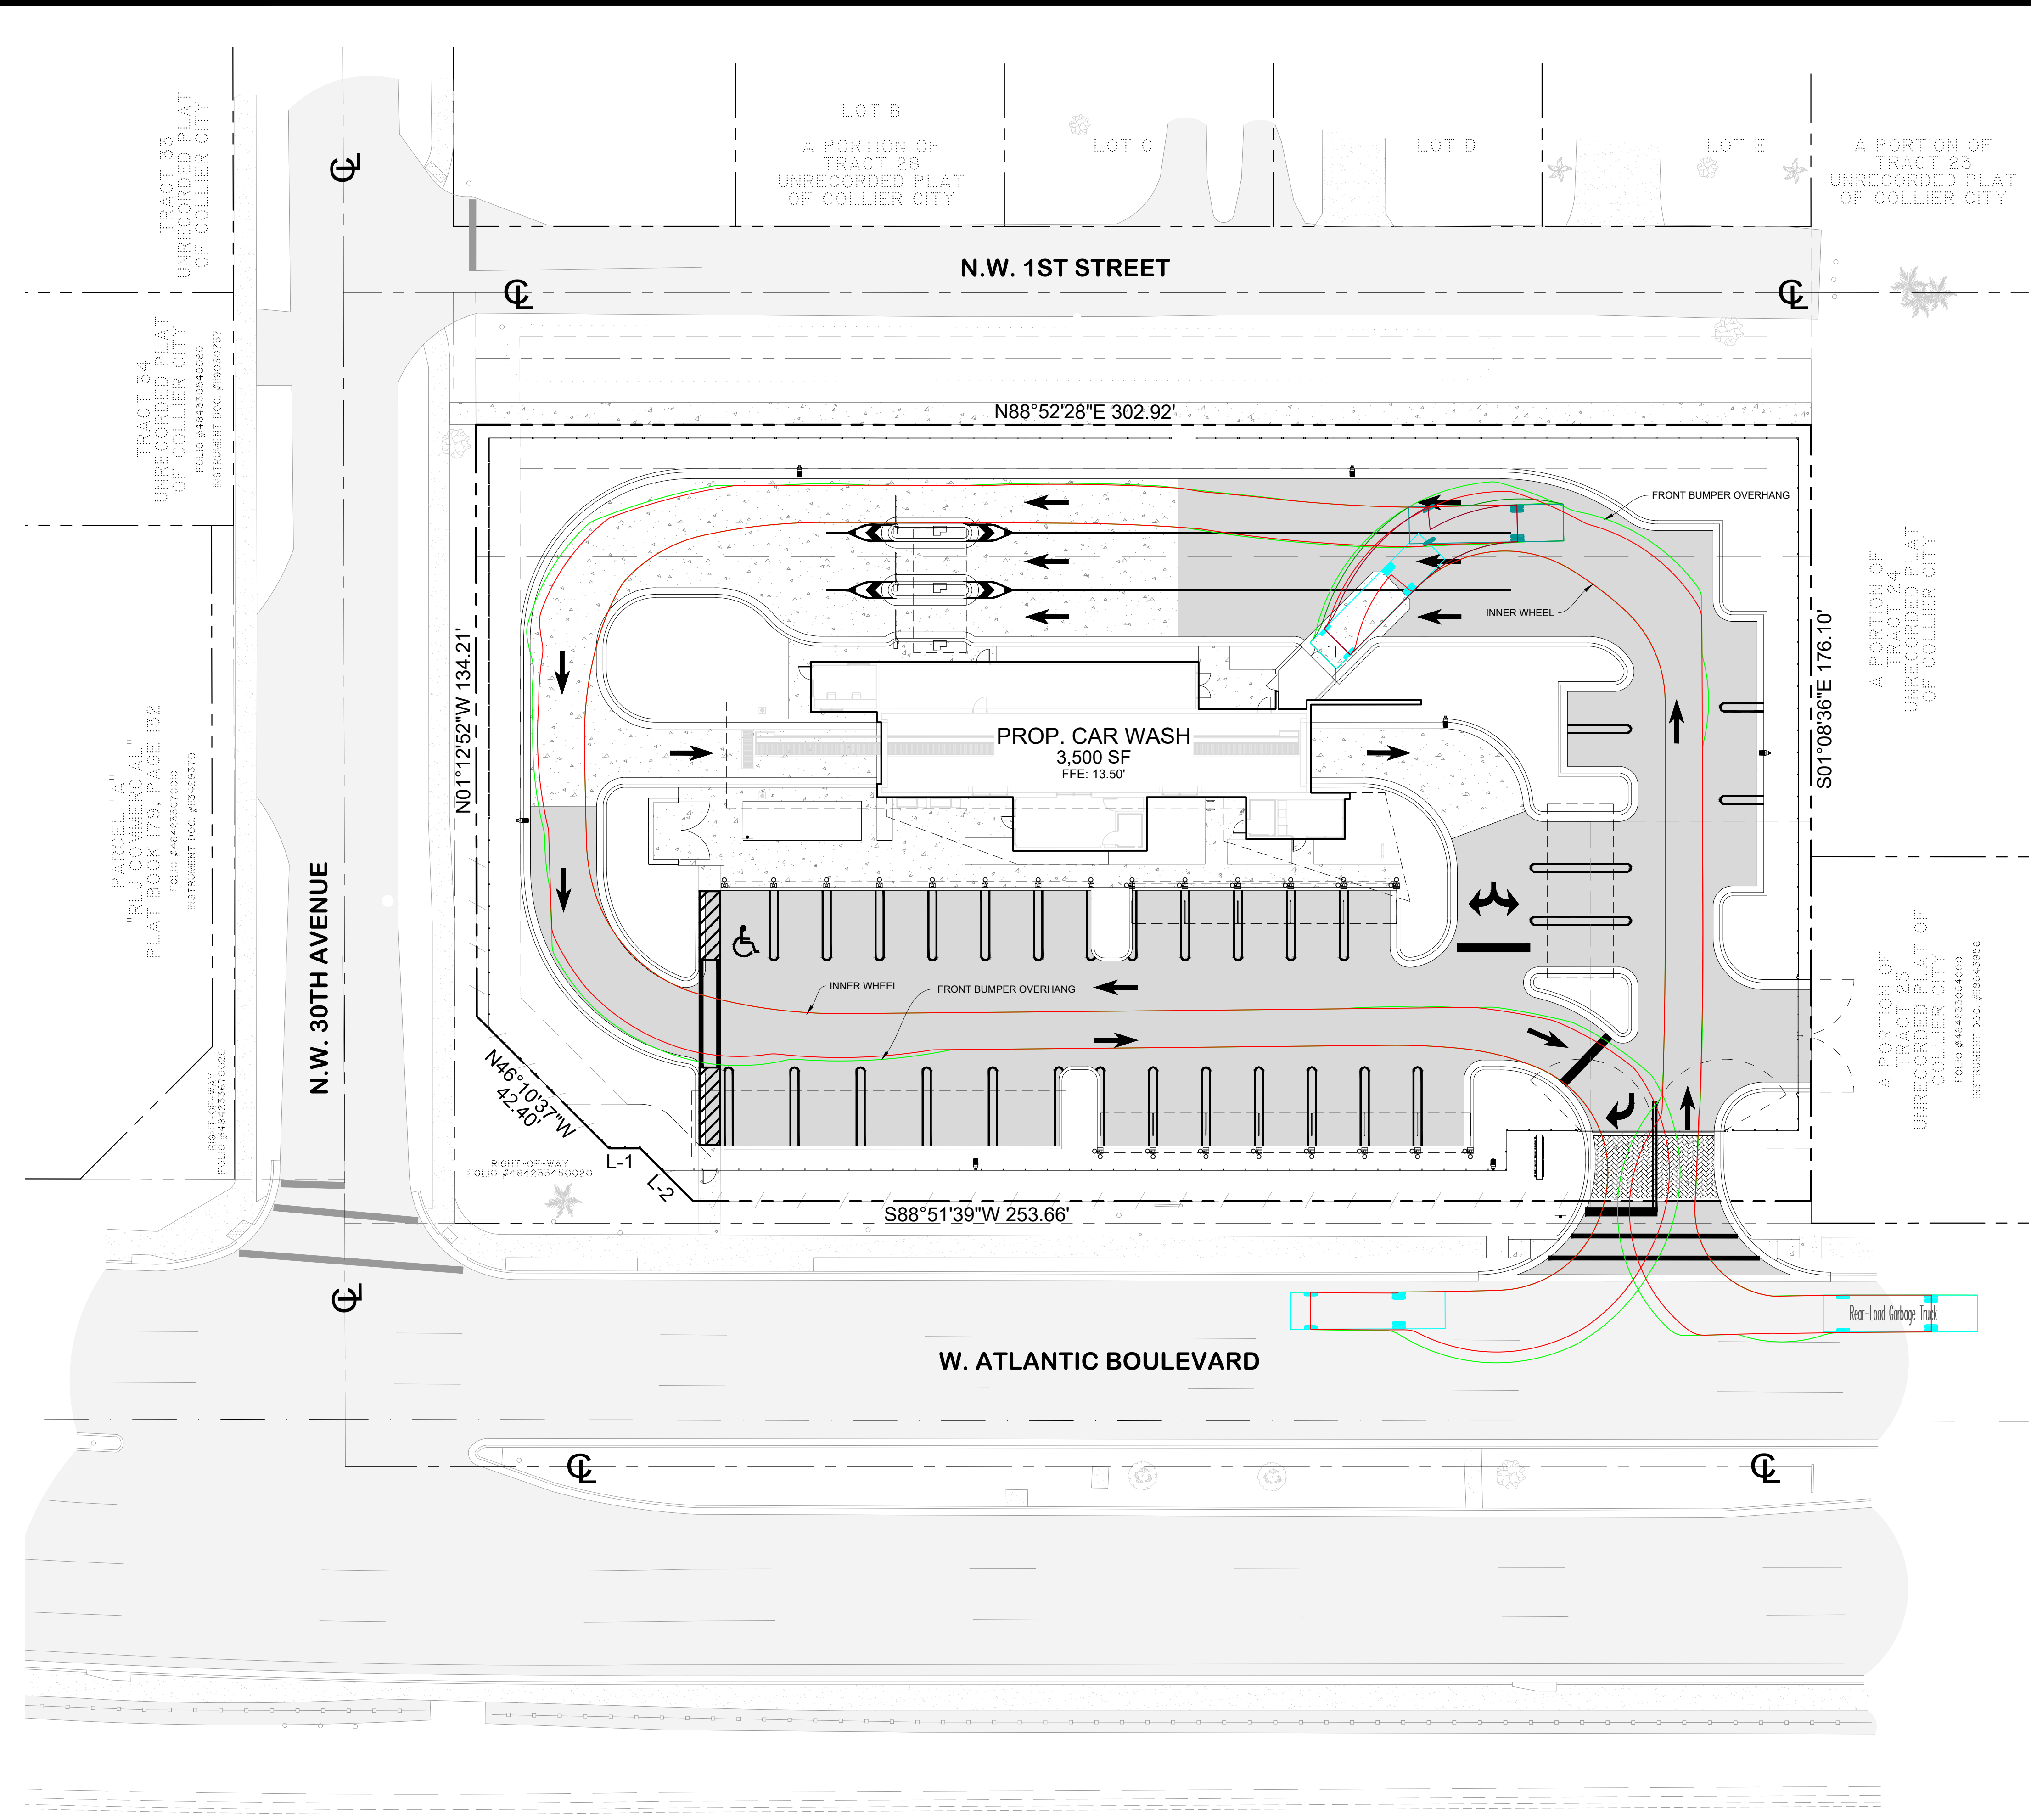 LOT B
A PORTION OF
TRACT 28
UNRECORDED PLAT
OF COLLIER CITY
LOT C
LOT D
LOT E
A PORTION OF
TRACT 23
UNRECORDED PLAT
OF COLLIER CITY
TRACT 33
UNRECORDED PLAT
OF COLLIER CITY
N.W. 1ST STREET
TRACT 34
UNRECORDED PLAT
OF COLLIER CITY
FOLIO #484330540080
INSTRUMENT DOC. #119030737
N88°52'28"E 302.92'
FRONT BUMPER OVERHANG
INNER WHEEL
A PORTION OF
TRACT 24
UNRECORDED PLAT
OF COLLIER CITY
N01°12'52"W 134.21'
S01°08'36"E 176.10'
PROP. CAR WASH
3,500 SF
FFE: 13.50'
PARCEL "A"
"RLJ COMMERCIAL"
PLAT BOOK 179, PAGE 132
FOLIO #484233670010
INSTRUMENT DOC. #113429370
N.W. 30TH AVENUE
INNER WHEEL
FRONT BUMPER OVERHANG
A PORTION OF
TRACT 25
UNRECORDED PLAT OF
COLLIER CITY
FOLIO #484233054000
INSTRUMENT DOC. #118045956
N46°10'37"W
42.40'
RIGHT-OF-WAY
FOLIO #484233670020
L-1
L-2
RIGHT-OF-WAY
FOLIO #484233450020
S88°51'39"W 253.66'
Rear-Load Garbage Truck
W. ATLANTIC BOULEVARD